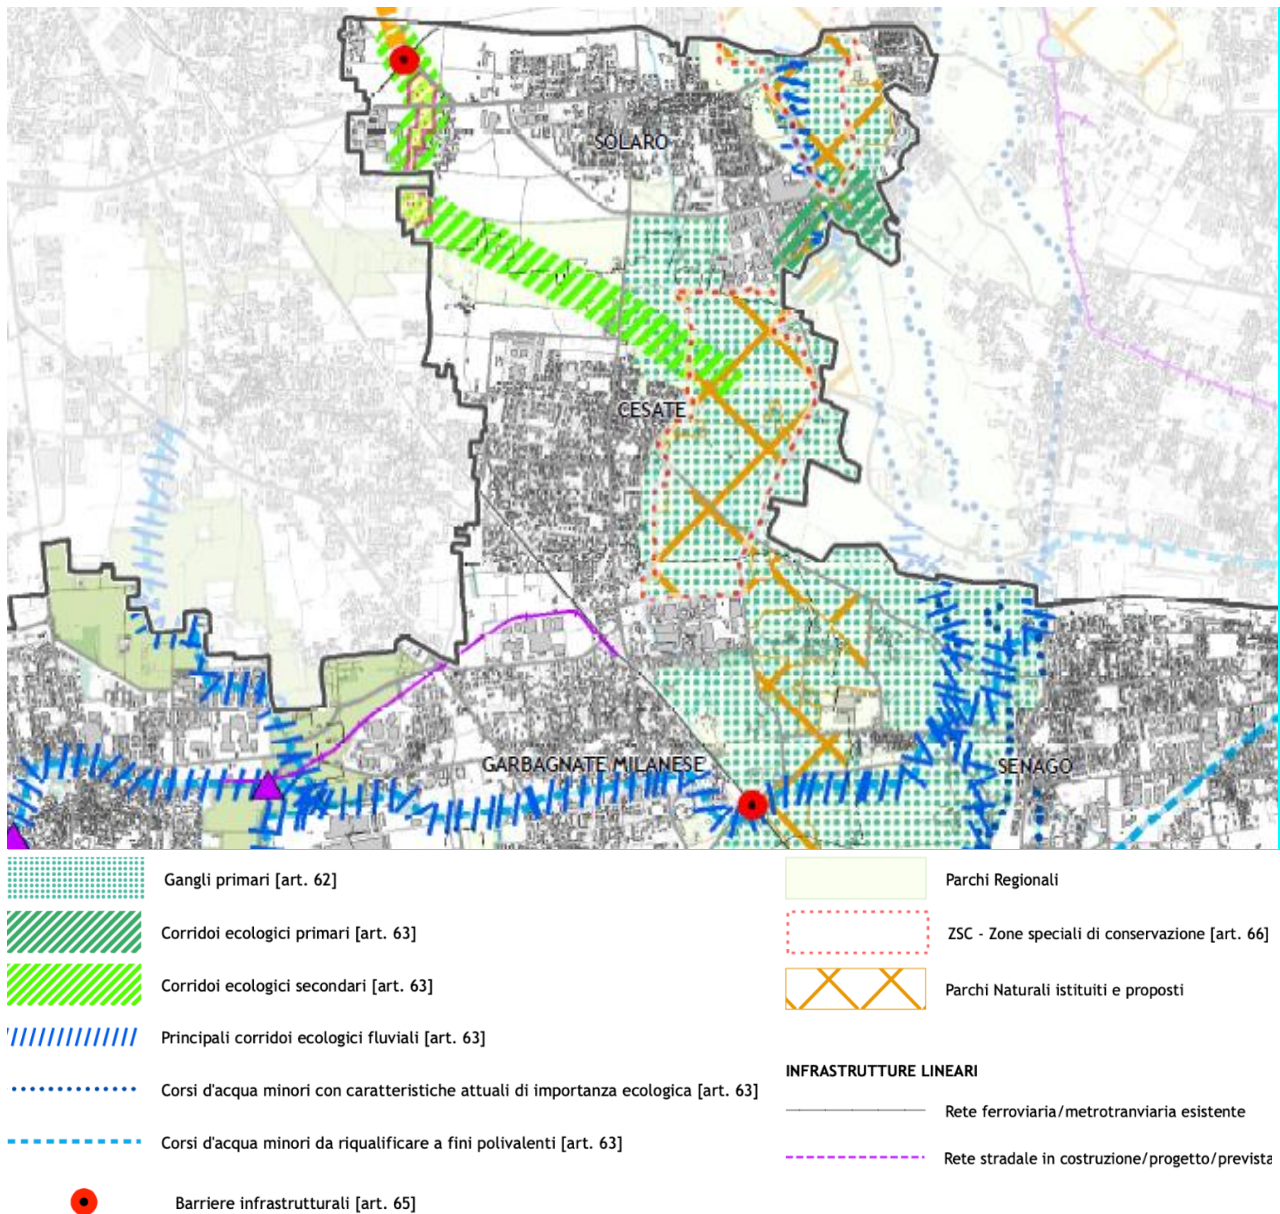 SOLARO
CESATE
GARBAGNATE MILANESE
SENAGO
Gangli primari [art. 62]
Corridoi ecologici primari [art. 63]
Corridoi ecologici secondari [art. 63]
Principali corridoi ecologici fluviali [art. 63]
Corsi d'acqua minori con caratteristiche attuali di importanza ecologica [art. 63]
Corsi d'acqua minori da riqualificare a fini polivalenti [art. 63]
Barriere infrastrutturali [art. 65]
Parchi Regionali
ZSC - Zone speciali di conservazione [art. 66]
Parchi Naturali istituiti e proposti
INFRASTRUTTURE LINEARI
Rete ferroviaria/metrotranviaria esistente
Rete stradale in costruzione/progetto/prevista